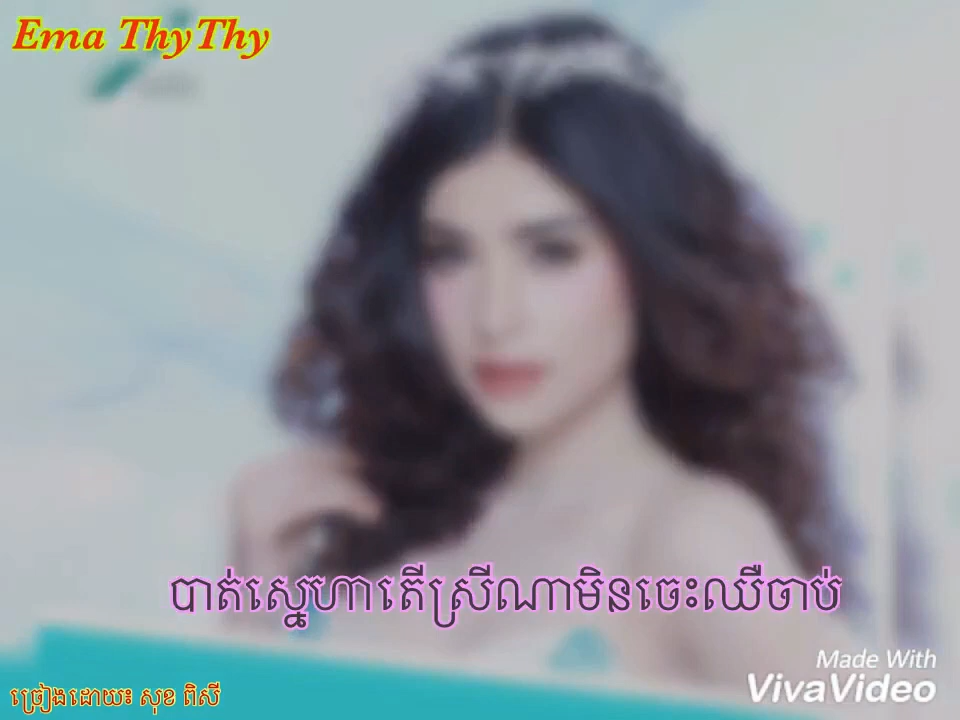 Ema ThyThy
បាត់ស្នេហាតើស្រីណាមិនចេះឈឺចាប់
Made With
VivaVideo
ច្រៀងដោយ៖ សុខ ពិសី